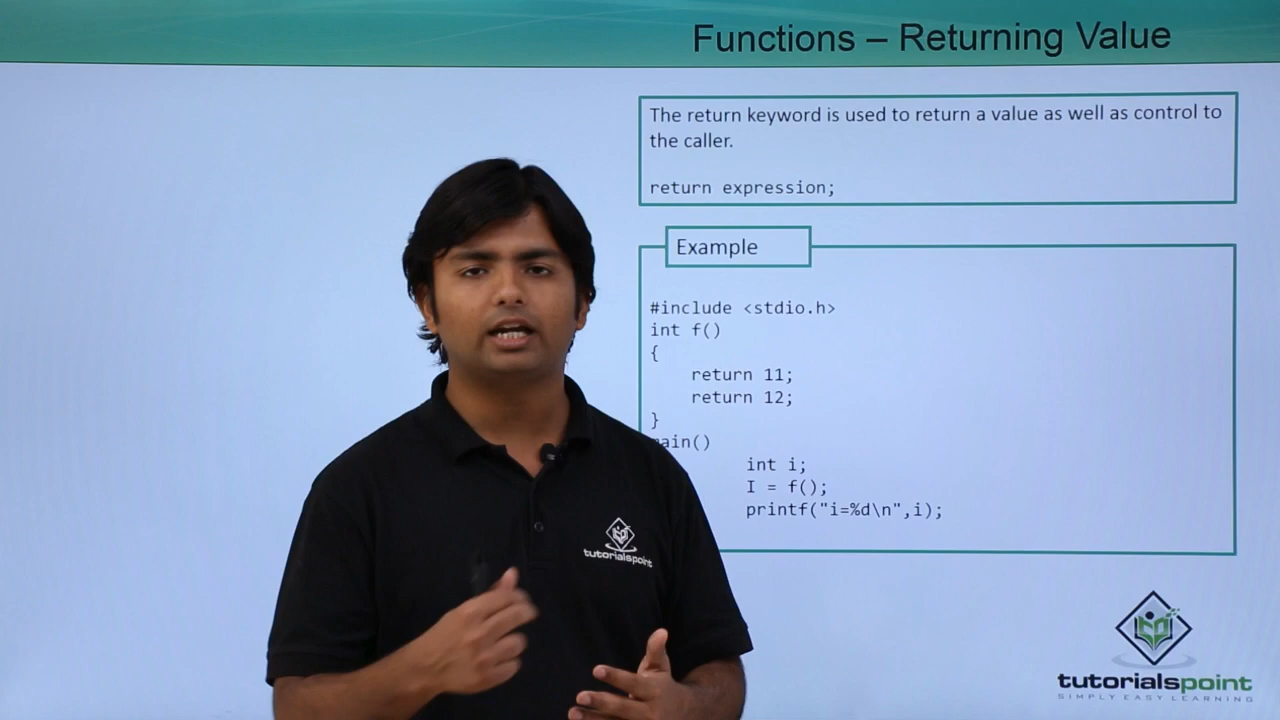 Functions – Returning Value
The return keyword is used to return a value as well as control to
the caller.
return expression;
Example
#include <stdio.h>
int f()
{
return 11;
return 12;
}
main()
int i;
I = f();
printf("i=%d\n",i);
tutorialspoint
tutorialspoint
SIMPLY EASY LEARNING